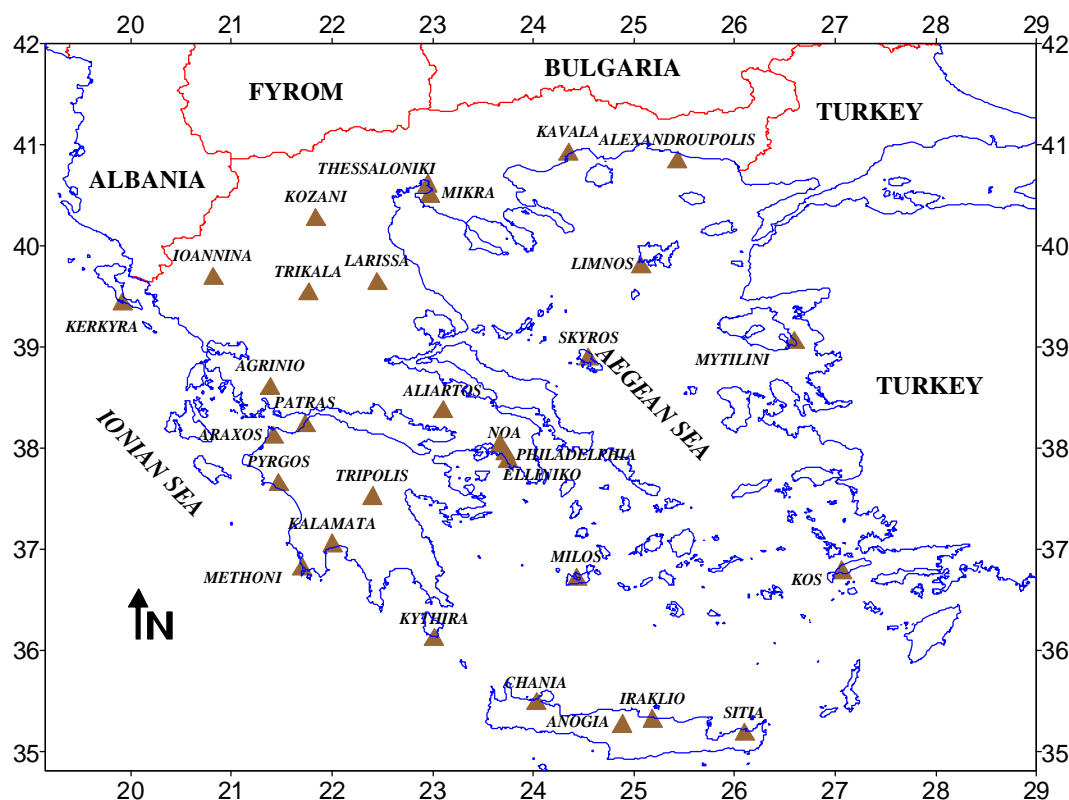 20 21 22 23 24 25 26 27 28 29
42 42
BULGARIA
FYROM
TURKEY
KAVALA ALEXANDROUPOLIS
41 41
THESSALONIKI
ALBANIA
MIKRA
KOZANI
40 40
IOANNINA
LARISSA
TRIKALA
LIMNOS
KERKYRA
SKYROS
39 39
MYTILINI
AGRINIO
AEGEAN SEA
TURKEY
ALIARTOS
PATRAS
IONIAN SEA
ARAXOS
NOA
38 38
PHILADELPHIA
PYRGOS
TRIPOLIS
ELLENIKO
KALAMATA
37 37
MILOS
METHONI
KOS
N
KYTHIRA
36 36
CHANIA
IRAKLIO
ANOGIA
SITIA
35 35
20 21 22 23 24 25 26 27 28 29